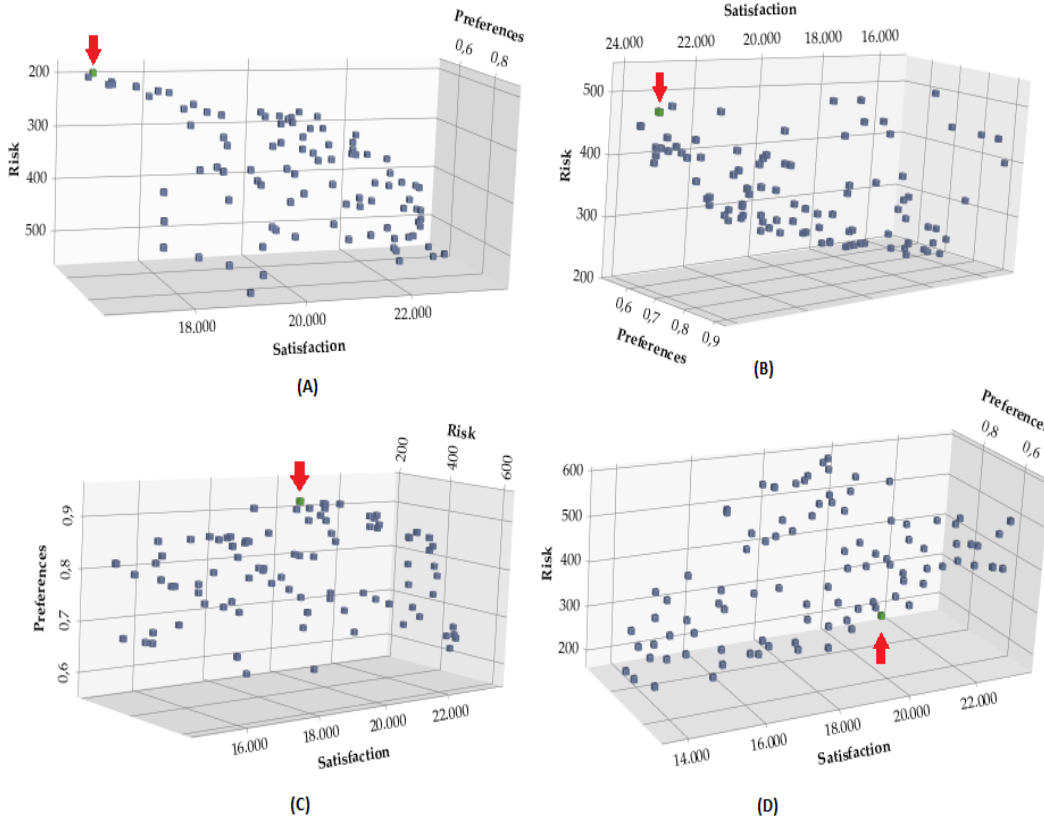 Preferences
0,6 0,8
200
300
400
500
Risk
18.000 20.000 22.000
Satisfaction
(A)
Satisfaction
24.000 22.000 20.000 18.000 16.000
500
400
300
200
Risk
0,6 0,7 0,8 0,9
Preferences
(B)
Risk
200 400 600
0,9
0,8
0,7
0,6
Preferences
16.000 18.000 20.000 22.000
Satisfaction
(C)
Preferences
0,8 0,6
600
500
400
300
200
Risk
14.000 16.000 18.000 20.000 22.000
Satisfaction
(D)